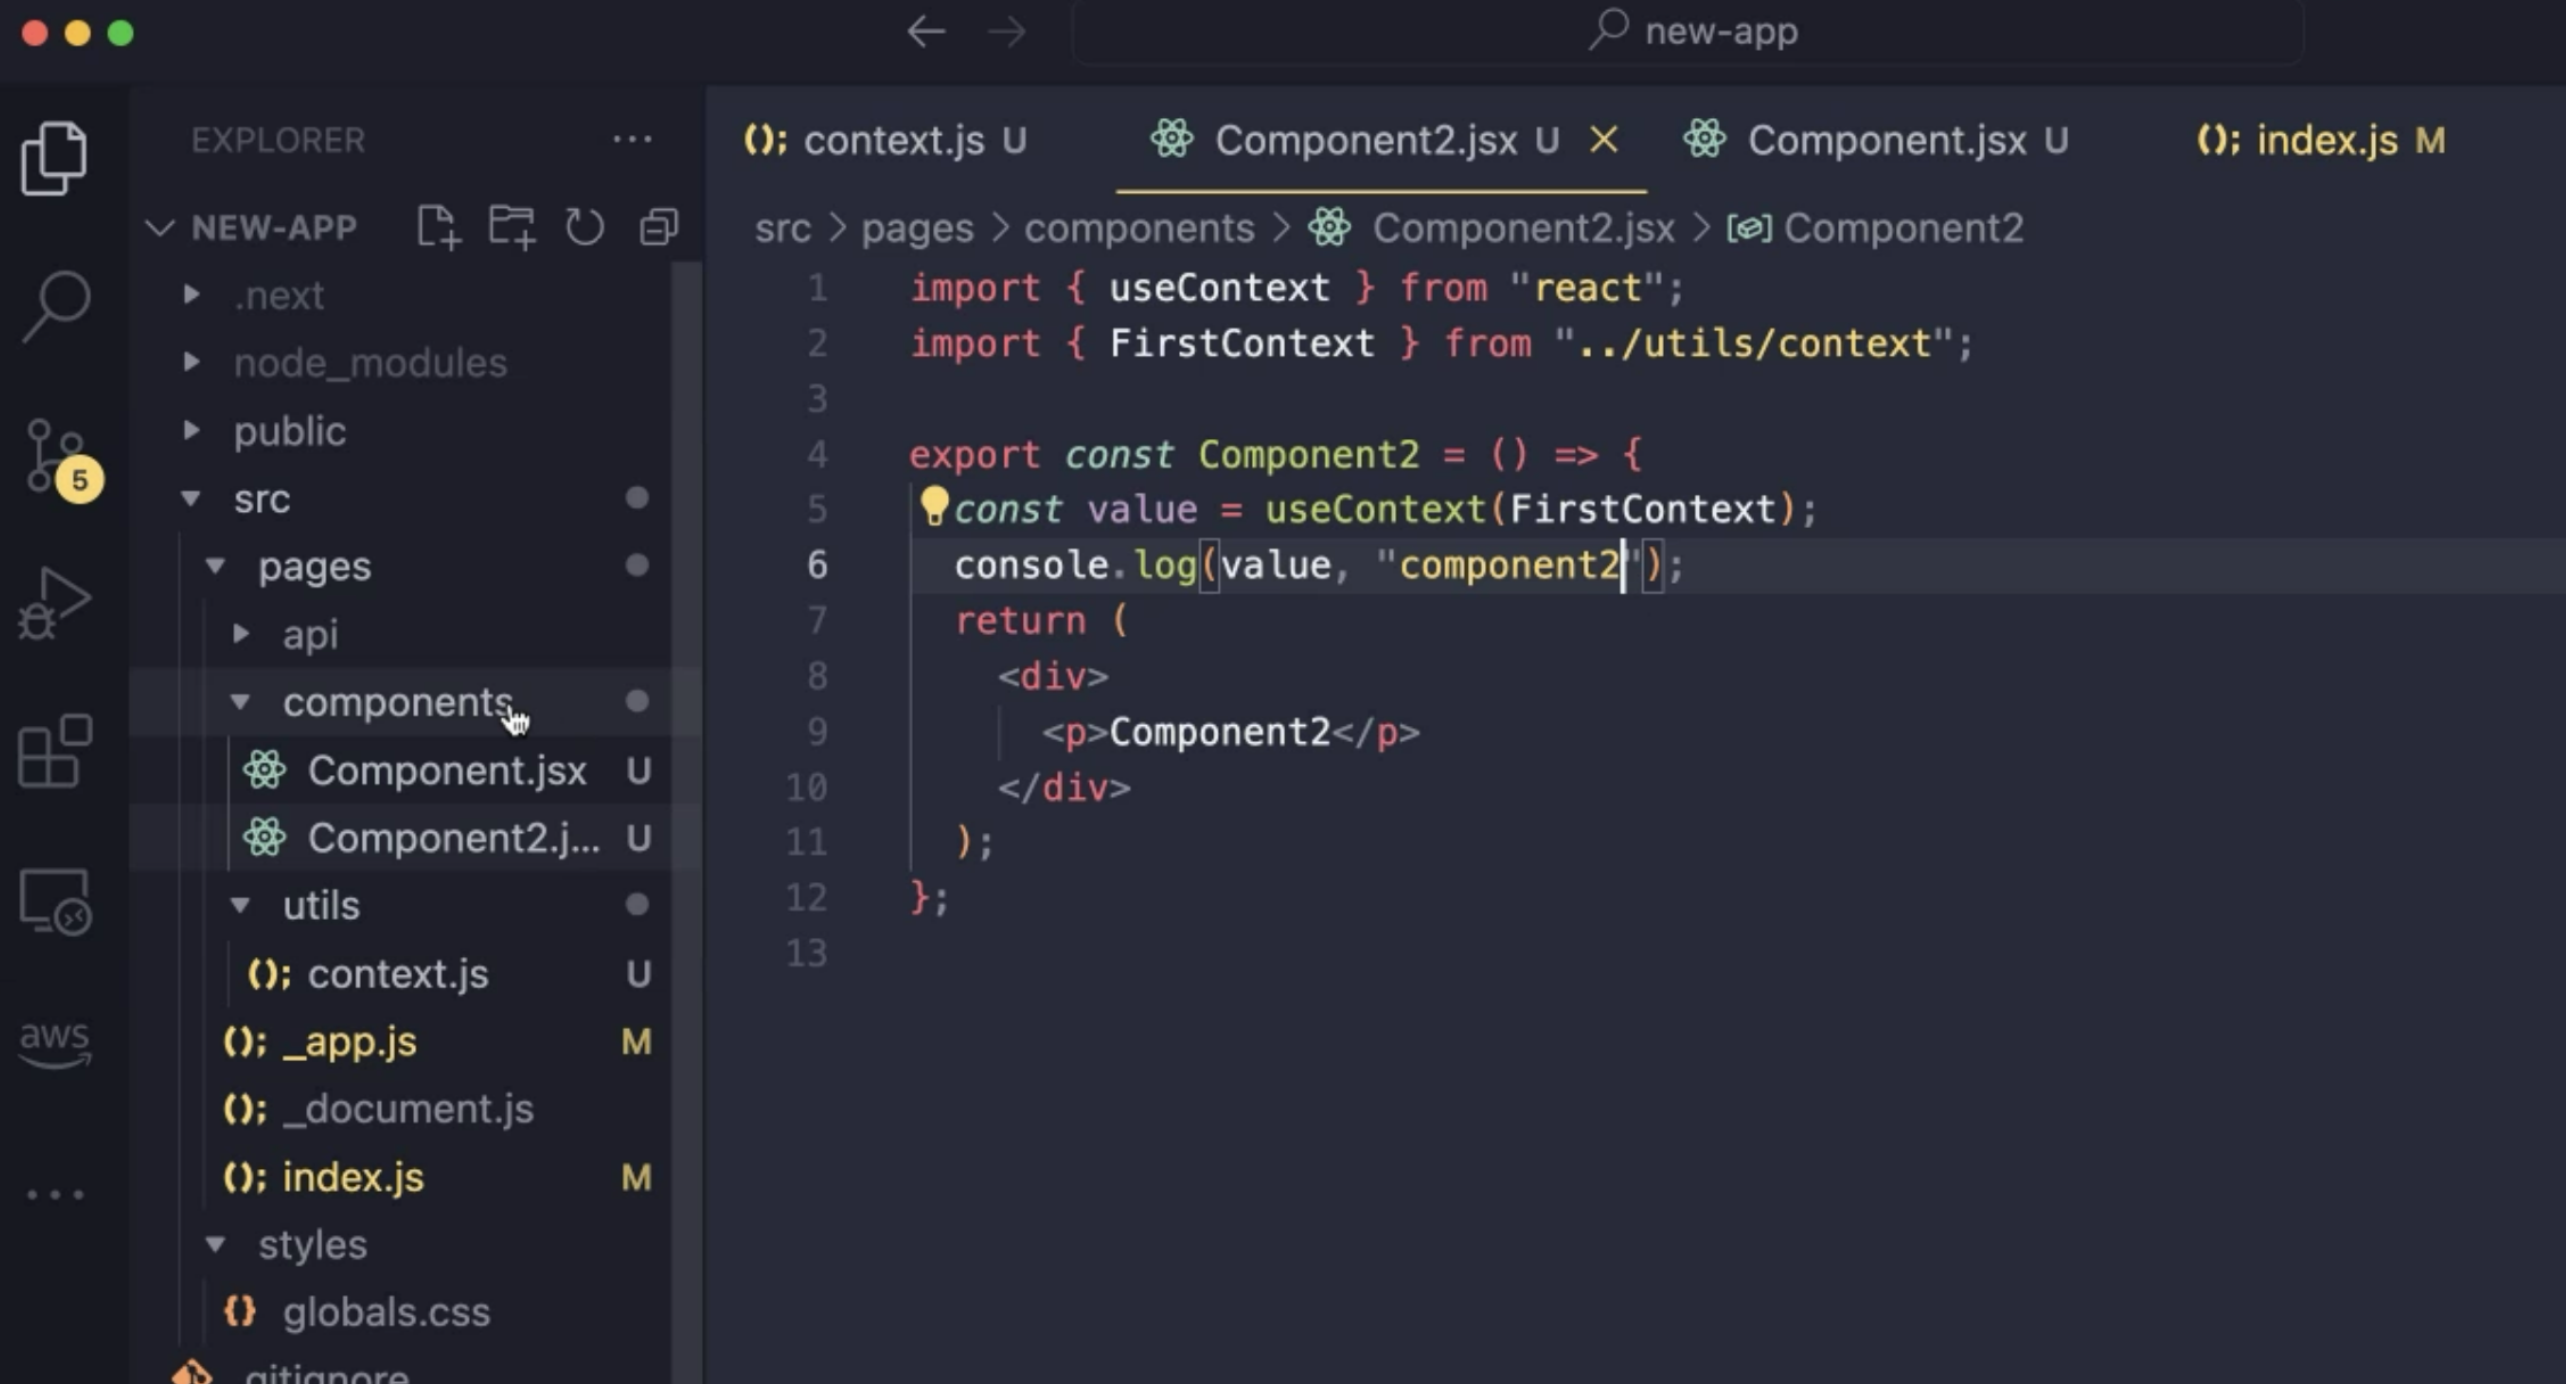 new-app
EXPLORER ...
NEW-APP
.next
node_modules
public
src
pages
api
components
Component.jsx U
Component2.j... U
utils
context.js U
_app.js M
_document.js
index.js M
styles
globals.css
gitignore
5
aws
context.js U Component2.jsx U Component.jsx U index.js M
src > pages > components > Component2.jsx > Component2
1 import { useContext } from "react";
2 import { FirstContext } from "../utils/context";
3
4 export const Component2 = () => {
5 const value = useContext(FirstContext);
6 console.log(value, "component2");
7 return (
8 <div>
9 <p>Component2</p>
10 </div>
11 );
12 };
13